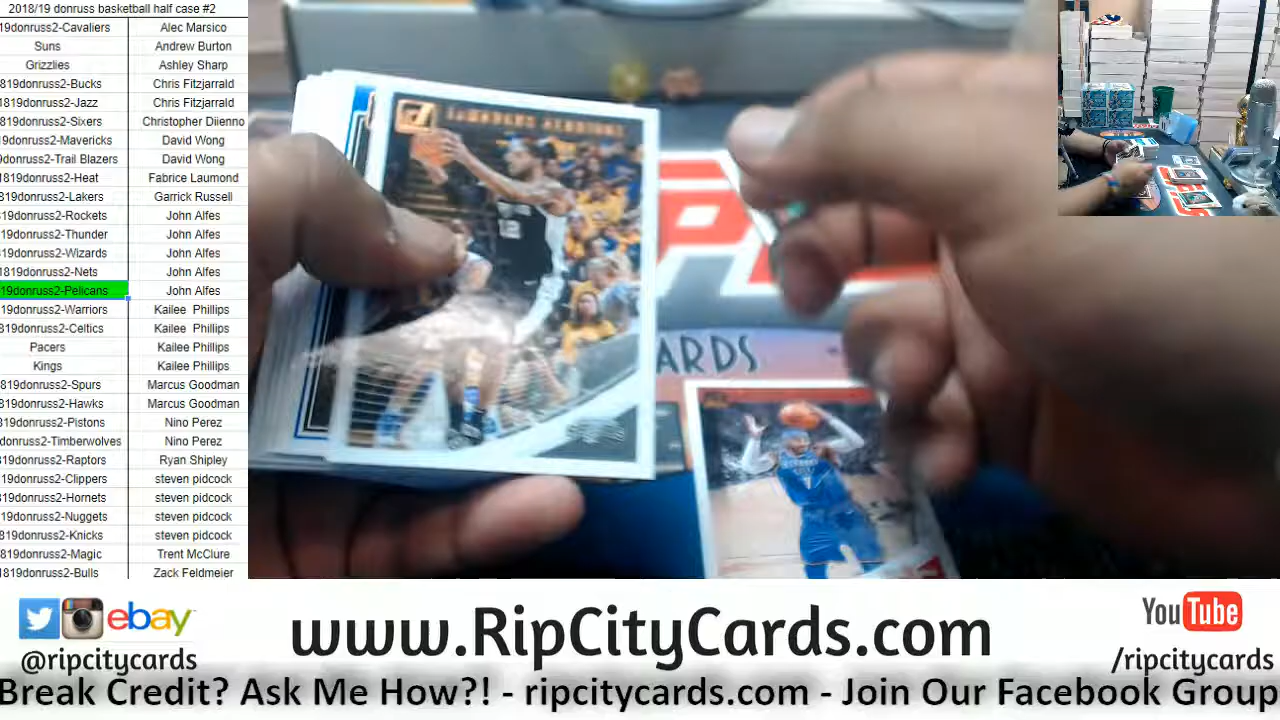 2018/19 donruss basketball half case #2
19donruss2-Cavaliers Alec Marsico
Suns Andrew Burton
Grizzlies Ashley Sharp
819donruss2-Bucks Chris Fitzjarrald
1819donruss2-Jazz Chris Fitzjarrald
819donruss2-Sixers Christopher Diienno
9donruss2-Mavericks David Wong
donruss2-Trail Blazers David Wong
819donruss2-Heat Fabrice Laumond
819donruss2-Lakers Garrick Russell
819donruss2-Rockets John Alfes
819donruss2-Thunder John Alfes
19donruss2-Wizards John Alfes
1819donruss2-Nets John Alfes
19donruss2-Pelicans John Alfes
19donruss2-Warriors Kailee Phillips
819donruss2-Celtics Kailee Phillips
Pacers Kailee Phillips
Kings Kailee Phillips
819donruss2-Spurs Marcus Goodman
819donruss2-Hawks Marcus Goodman
19donruss2-Pistons Nino Perez
donruss2-Timberwolves Nino Perez
819donruss2-Raptors Ryan Shipley
19donruss2-Clippers steven pidcock
19donruss2-Hornets steven pidcock
19donruss2-Nuggets steven pidcock
819donruss2-Knicks steven pidcock
819donruss2-Magic Trent McClure
1819donruss2-Bulls Zack Feldmeier
12
ARDS
ebay
@ripcitycards
www.RipCityCards.com
YouTube
/ripcitycards
Break Credit? Ask Me How?! - ripcitycards.com - Join Our Facebook Group